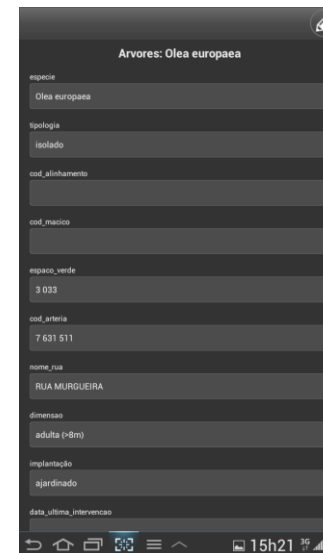 Arvores: Olea europaea
especie
Olea europaea
tipologia
isolado
cod_alinhamento
cod_macico
espaco_verde
3 033
cod_arteria
7 631 511
nome_rua
RUA MURGUEIRA
dimensao
adulta (>8m)
implantação
ajardinado
data_ultima_intervencao
15h21 3G